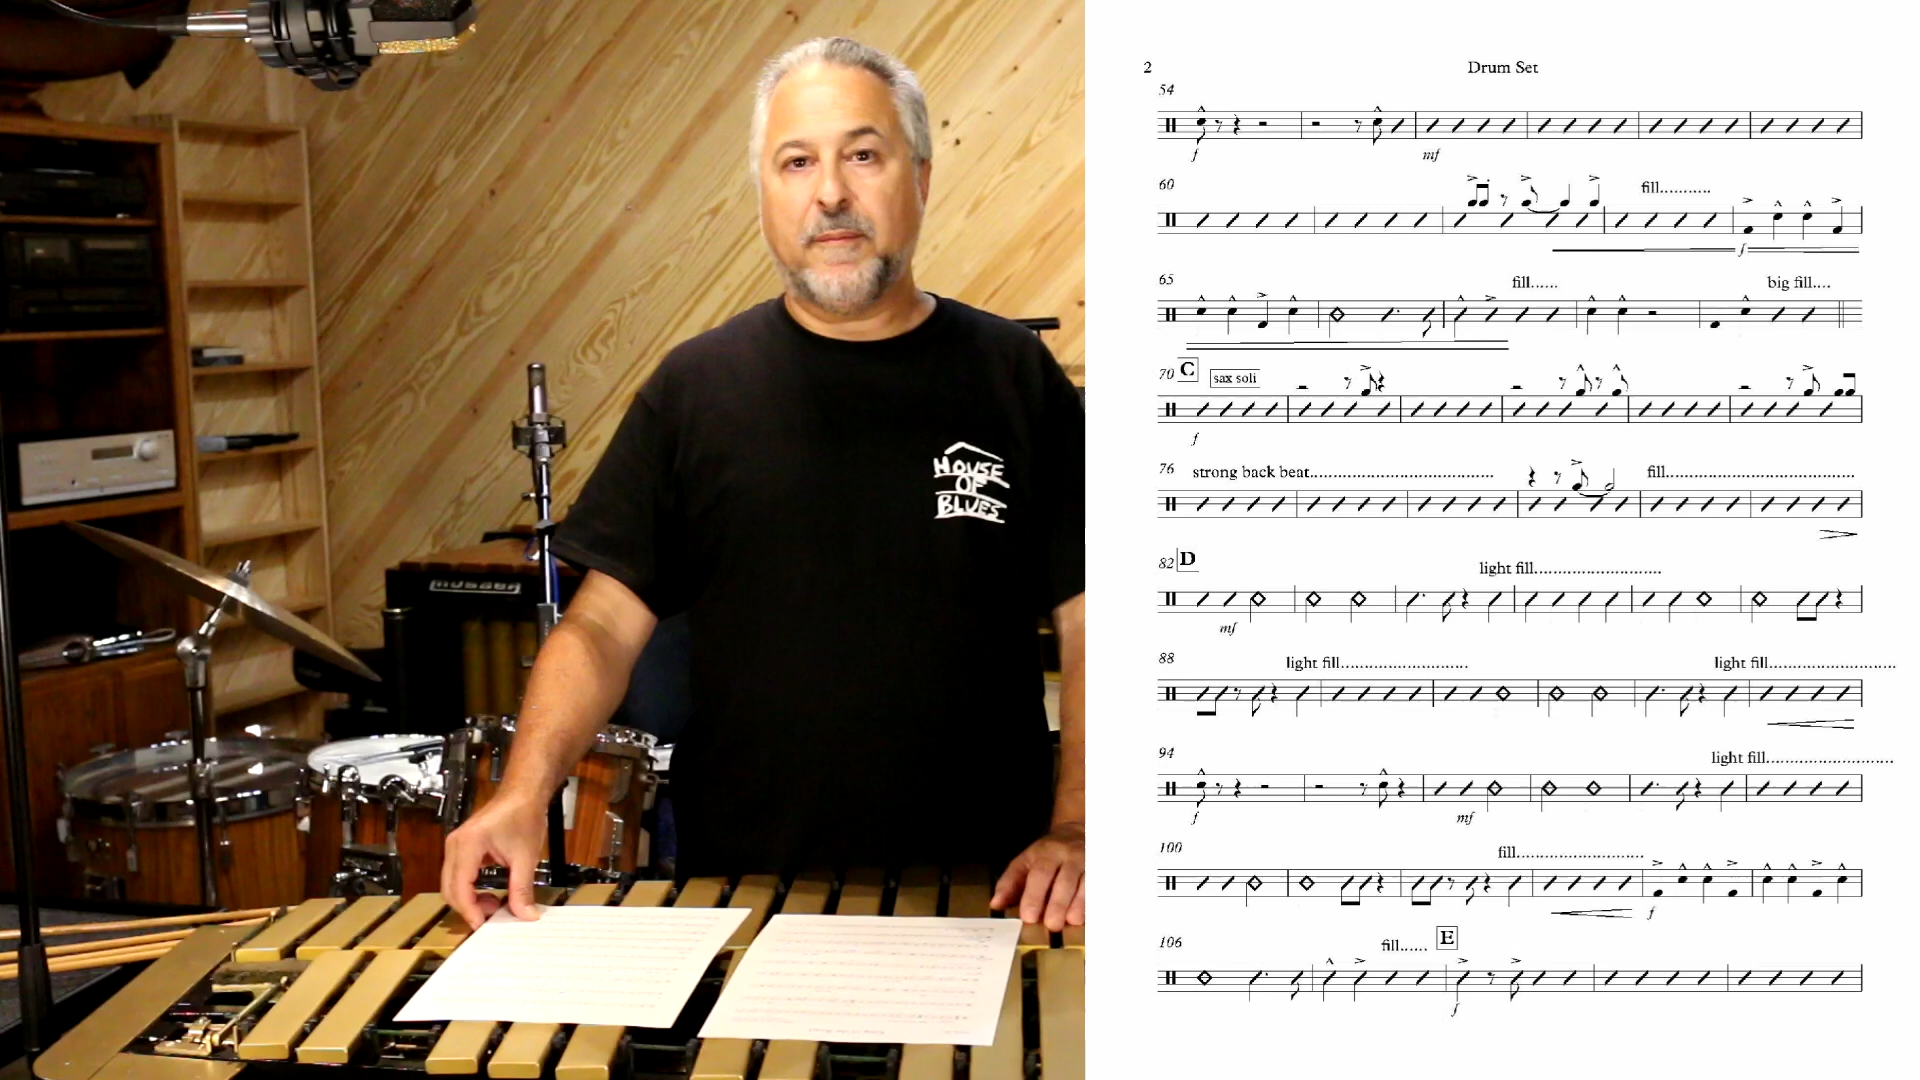 HOUSE
OF
BLUES
MUSSER
2
Drum Set
54
f
mf
60
fill...........
f
65
fill......
big fill....
70
C
sax soli
f
76
strong back beat.......................................
fill.............................................
82
D
light fill...........................
mf
88
light fill...........................
light fill...........................
94
light fill...........................
f
mf
100
fill...........................
f
106
fill......
E
f